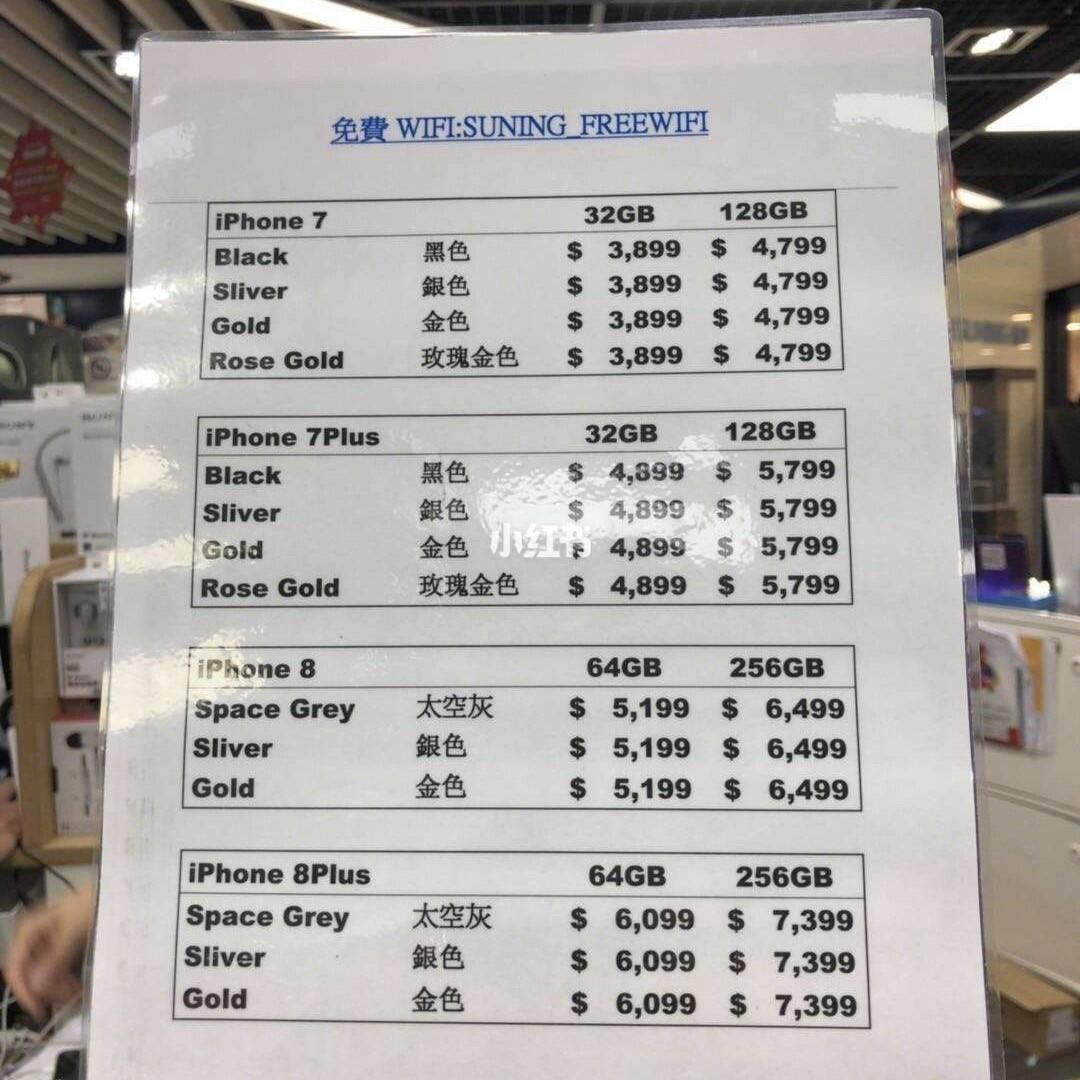 免費 WIFI:SUNING_FREEWIFI
iPhone 7 32GB 128GB
Black 黑色 $ 3,899 $ 4,799
Sliver 銀色 $ 3,899 $ 4,799
Gold 金色 $ 3,899 $ 4,799
Rose Gold 玫瑰金色 $ 3,899 $ 4,799
iPhone 7Plus 32GB 128GB
Black 黑色 $ 4,899 $ 5,799
Sliver 銀色 $ 4,899 $ 5,799
Gold 金色 $ 4,899 $ 5,799
小红书
Rose Gold 玫瑰金色 $ 4,899 $ 5,799
iPhone 8 64GB 256GB
Space Grey 太空灰 $ 5,199 $ 6,499
Sliver 銀色 $ 5,199 $ 6,499
Gold 金色 $ 5,199 $ 6,499
iPhone 8Plus 64GB 256GB
Space Grey 太空灰 $ 6,099 $ 7,399
Sliver 銀色 $ 6,099 $ 7,399
Gold 金色 $ 6,099 $ 7,399